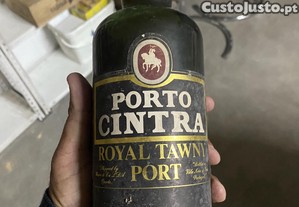 CustoJusto.pt
PORTO
CINTRA
ROYAL TAWNY
PORT